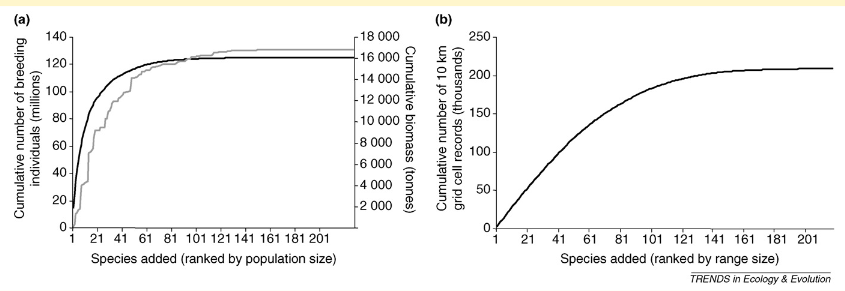 (a)
Cumulative number of breeding
individuals (millions)
140
120
100
80
60
40
20
0
18 000
16 000
14 000
12 000
10 000
8 000
6 000
4 000
2 000
Cumulative biomass (tonnes)
1 21 41 61 81 101 121 141 161 181 201
Species added (ranked by population size)
(b)
Cumulative number of 10 km
grid cell records (thousands)
250
200
150
100
50
0
1 21 41 61 81 101 121 141 161 181 201
Species added (ranked by range size)
TRENDS in Ecology & Evolution